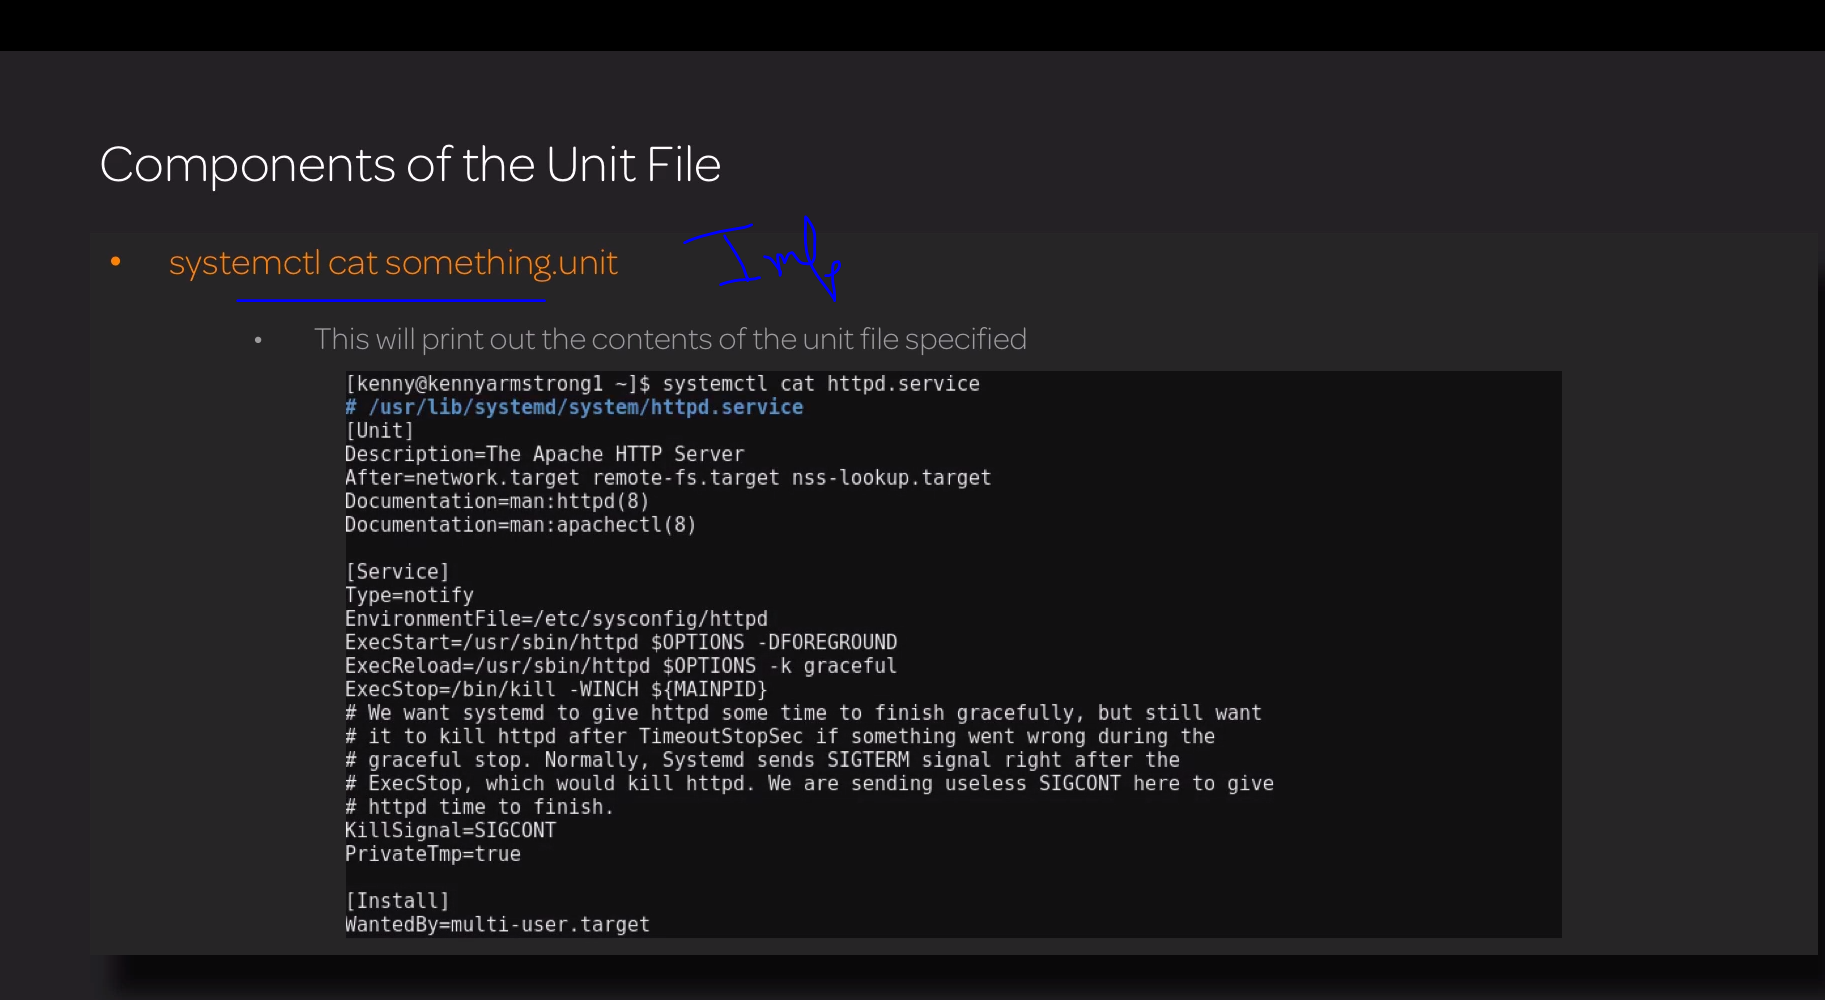 Components of the Unit File
• systemctl cat something.unit
Imp
• This will print out the contents of the unit file specified
[kenny@kennyarmstrong1 ~]$ systemctl cat httpd.service
# /usr/lib/systemd/system/httpd.service
[Unit]
Description=The Apache HTTP Server
After=network.target remote-fs.target nss-lookup.target
Documentation=man:httpd(8)
Documentation=man:apachectl(8)
[Service]
Type=notify
EnvironmentFile=/etc/sysconfig/httpd
ExecStart=/usr/sbin/httpd $OPTIONS -DFOREGROUND
ExecReload=/usr/sbin/httpd $OPTIONS -k graceful
ExecStop=/bin/kill -WINCH ${MAINPID}
# We want systemd to give httpd some time to finish gracefully, but still want
# it to kill httpd after TimeoutStopSec if something went wrong during the
# graceful stop. Normally, Systemd sends SIGTERM signal right after the
# ExecStop, which would kill httpd. We are sending useless SIGCONT here to give
# httpd time to finish.
KillSignal=SIGCONT
PrivateTmp=true
[Install]
WantedBy=multi-user.target